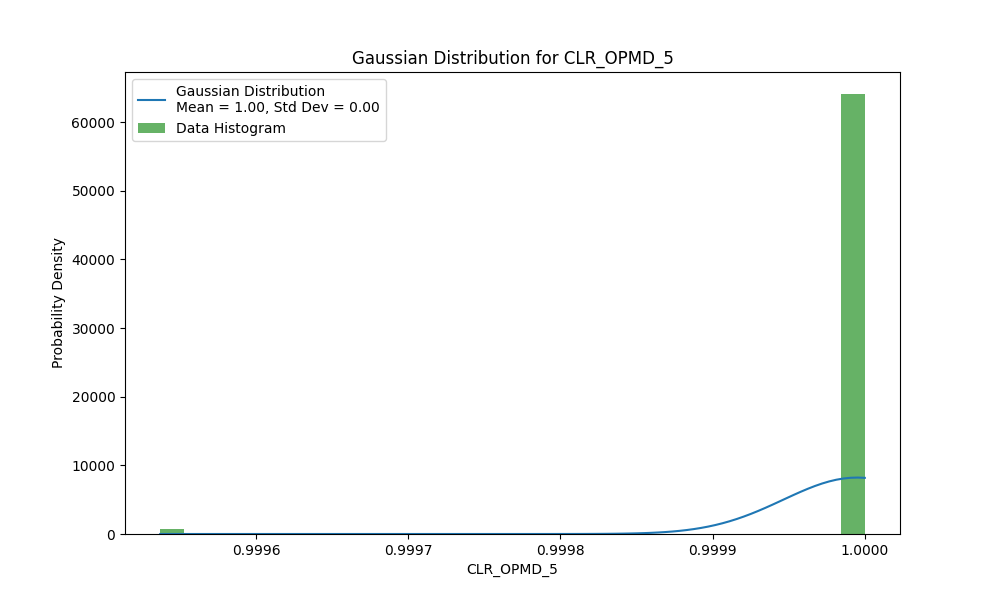 Gaussian Distribution for CLR_OPMD_5
Gaussian Distribution
Mean = 1.00, Std Dev = 0.00
Data Histogram
Probability Density
60000
50000
40000
30000
20000
10000
0
0.9996
0.9997
0.9998
0.9999
1.0000
CLR_OPMD_5